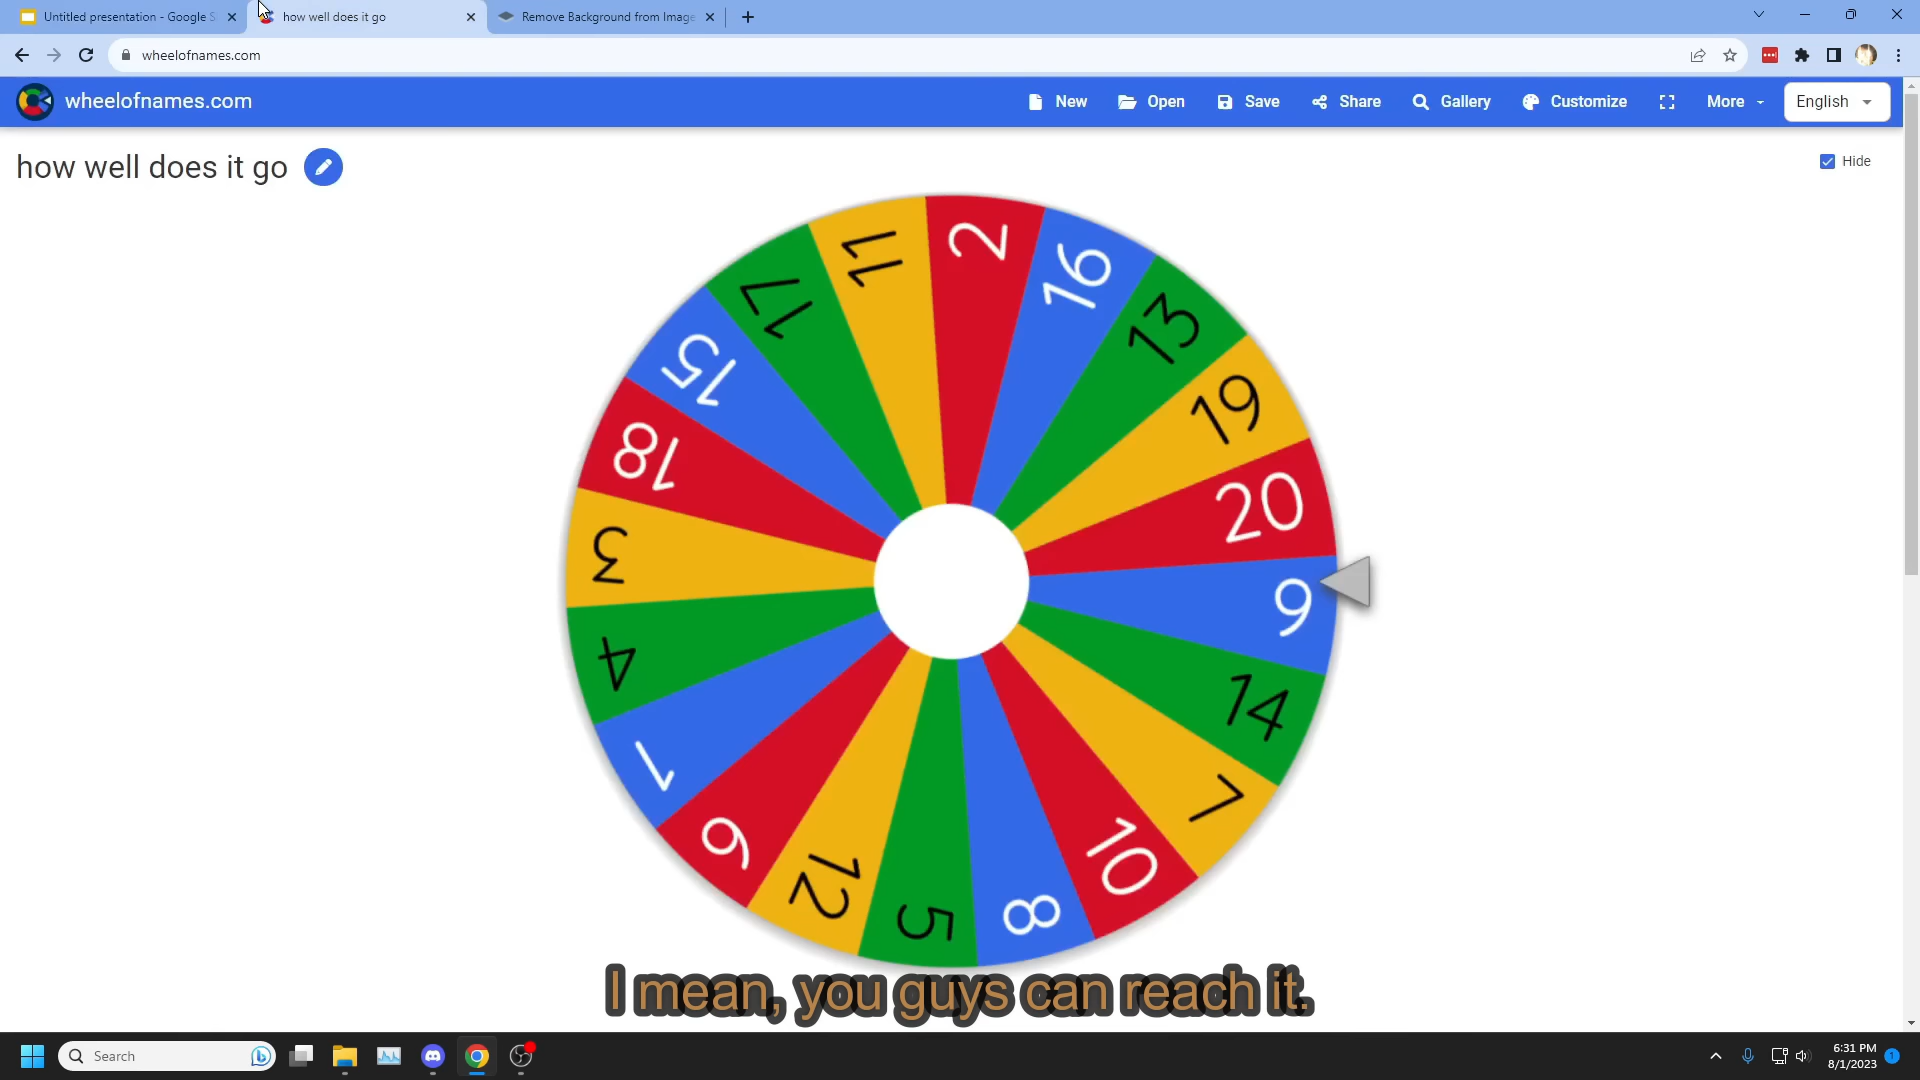 Untitled presentation - Google S
how well does it go
Remove Background from Image
wheelofnames.com
wheelofnames.com
New
Open
Save
Share
Gallery
Customize
More
English
how well does it go
Hide
2
16
13
19
20
9
14
7
10
8
5
12
6
1
4
3
18
15
17
11
I mean, you guys can reach it.
Search
6:31 PM
8/1/2023
1